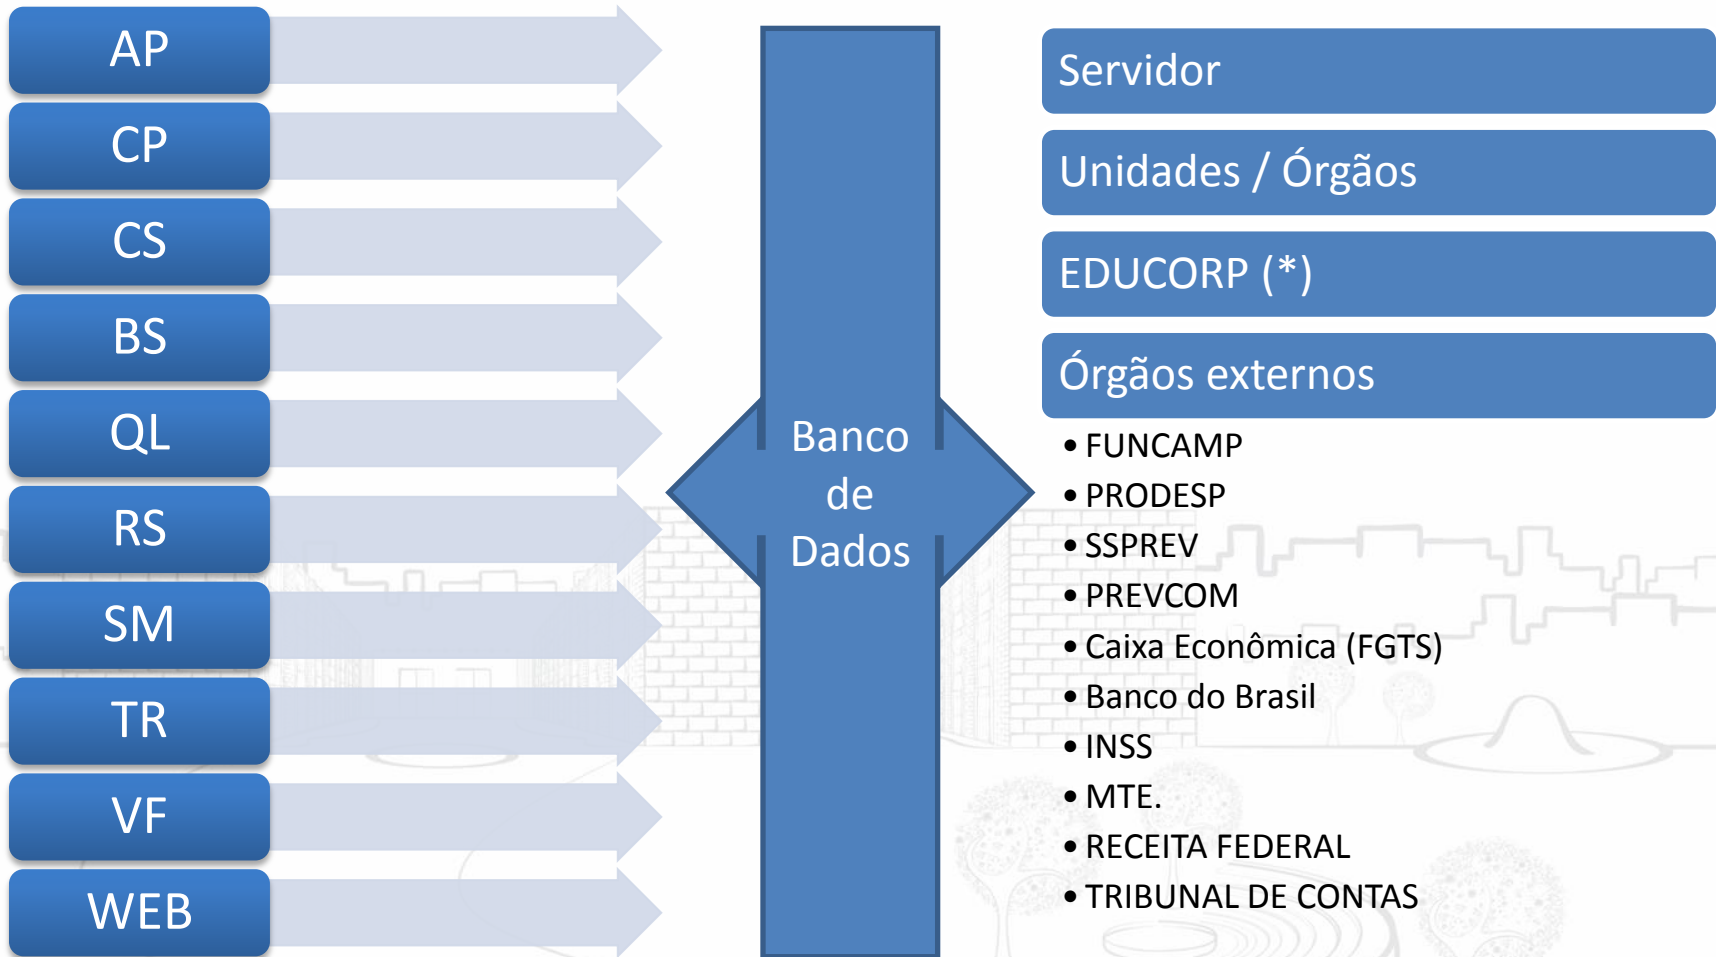 AP
CP
CS
BS
QL
RS
SM
TR
VF
WEB
Banco
de
Dados
Servidor
Unidades / Órgãos
EDUCORP (*)
Órgãos externos
• FUNCAMP
• PRODESP
• SSPREV
• PREVCOM
• Caixa Econômica (FGTS)
• Banco do Brasil
• INSS
• MTE.
• RECEITA FEDERAL
• TRIBUNAL DE CONTAS